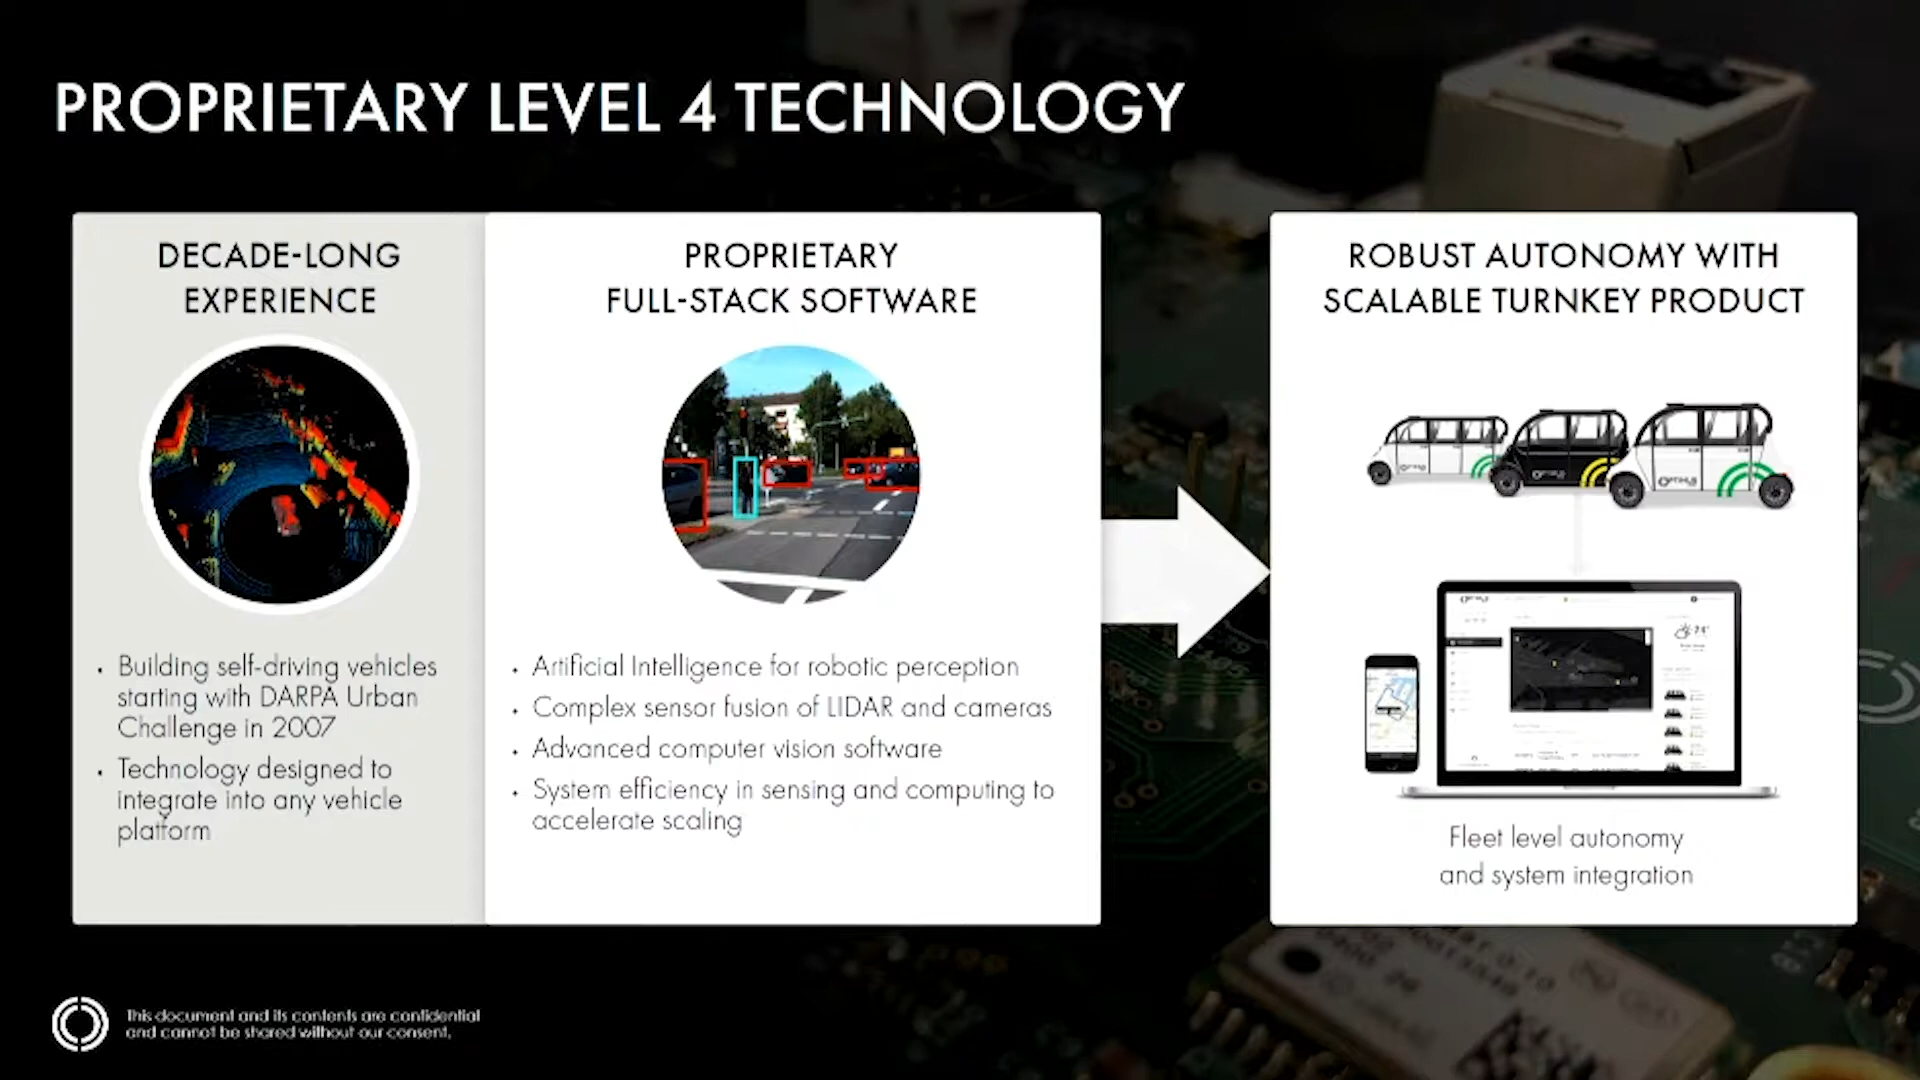 PROPRIETARY LEVEL 4 TECHNOLOGY
DECADE-LONG
EXPERIENCE
• Building self-driving vehicles
starting with DARPA Urban
Challenge in 2007
• Technology designed to
integrate into any vehicle
platform
PROPRIETARY
FULL-STACK SOFTWARE
• Artificial Intelligence for robotic perception
• Complex sensor fusion of LIDAR and cameras
• Advanced computer vision software
• System efficiency in sensing and computing to
accelerate scaling
ROBUST AUTONOMY WITH
SCALABLE TURNKEY PRODUCT
Fleet level autonomy
and system integration
This document and its contents are confidential
and cannot be shared without our consent.